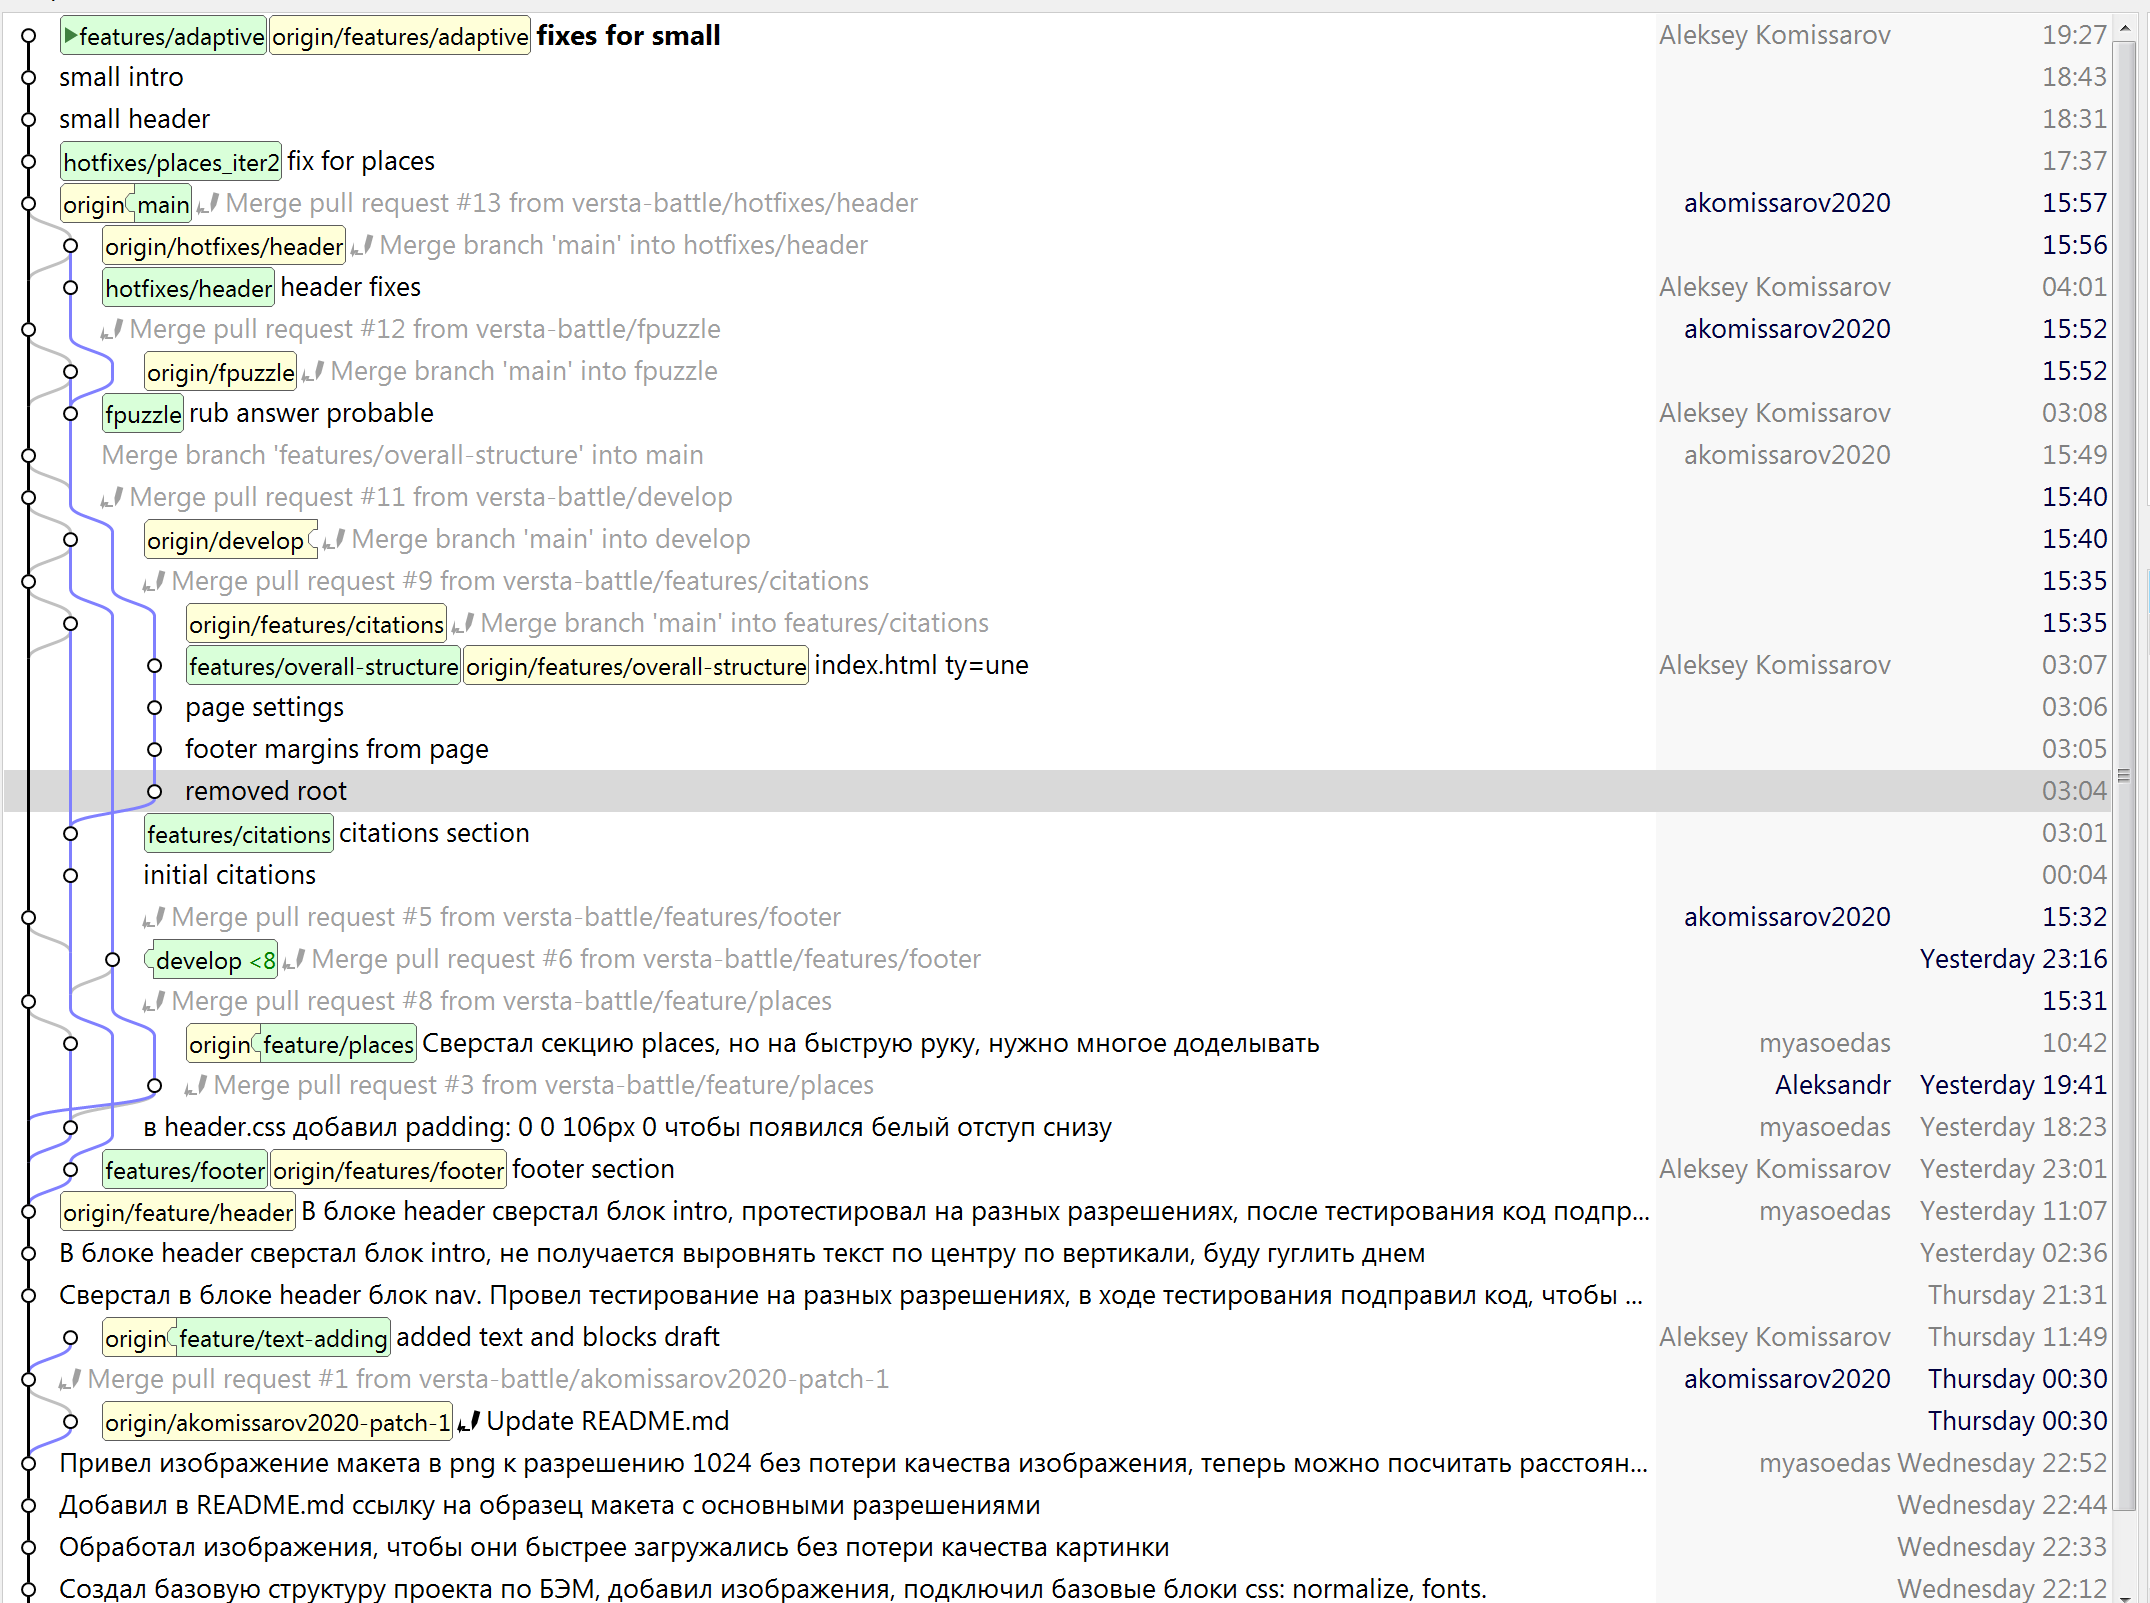 features/adaptive origin/features/adaptive fixes for small Aleksey Komissarov 19:27
small intro 18:43
small header 18:31
hotfixes/places_iter2 fix for places 17:37
origin main Merge pull request #13 from versta-battle/hotfixes/header akomissarov2020 15:57
origin/hotfixes/header Merge branch 'main' into hotfixes/header 15:56
hotfixes/header header fixes Aleksey Komissarov 04:01
Merge pull request #12 from versta-battle/fpuzzle akomissarov2020 15:52
origin/fpuzzle Merge branch 'main' into fpuzzle 15:52
fpuzzle rub answer probable Aleksey Komissarov 03:08
Merge branch 'features/overall-structure' into main akomissarov2020 15:49
Merge pull request #11 from versta-battle/develop 15:40
origin/develop Merge branch 'main' into develop 15:40
Merge pull request #9 from versta-battle/features/citations 15:35
origin/features/citations Merge branch 'main' into features/citations 15:35
features/overall-structure origin/features/overall-structure index.html ty=une Aleksey Komissarov 03:07
page settings 03:06
footer margins from page 03:05
removed root 03:04
features/citations citations section 03:01
initial citations 00:04
Merge pull request #5 from versta-battle/features/footer akomissarov2020 15:32
develop <8 Merge pull request #6 from versta-battle/features/footer Yesterday 23:16
Merge pull request #8 from versta-battle/feature/places 15:31
origin feature/places Сверстал секцию places, но на быструю руку, нужно многое доделывать myasoedas 10:42
Merge pull request #3 from versta-battle/feature/places Aleksandr Yesterday 19:41
в header.css добавил padding: 0 0 106px 0 чтобы появился белый отступ снизу myasoedas Yesterday 18:23
features/footer origin/features/footer footer section Aleksey Komissarov Yesterday 23:01
origin/feature/header В блоке header сверстал блок intro, протестировал на разных разрешениях, после тестирования код подпр... myasoedas Yesterday 11:07
В блоке header сверстал блок intro, не получается выровнять текст по центру по вертикали, буду гуглить днем Yesterday 02:36
Сверстал в блоке header блок nav. Провел тестирование на разных разрешениях, в ходе тестирования подправил код, чтобы ... Thursday 21:31
origin feature/text-adding added text and blocks draft Aleksey Komissarov Thursday 11:49
Merge pull request #1 from versta-battle/akomissarov2020-patch-1 akomissarov2020 Thursday 00:30
origin/akomissarov2020-patch-1 Update README.md Thursday 00:30
Привел изображение макета в png к разрешению 1024 без потери качества изображения, теперь можно посчитать расстоян... myasoedas Wednesday 22:52
Добавил в README.md ссылку на образец макета с основными разрешениями Wednesday 22:44
Обработал изображения, чтобы они быстрее загружались без потери качества картинки Wednesday 22:33
Создал базовую структуру проекта по БЭМ, добавил изображения, подключил базовые блоки css: normalize, fonts. Wednesday 22:12